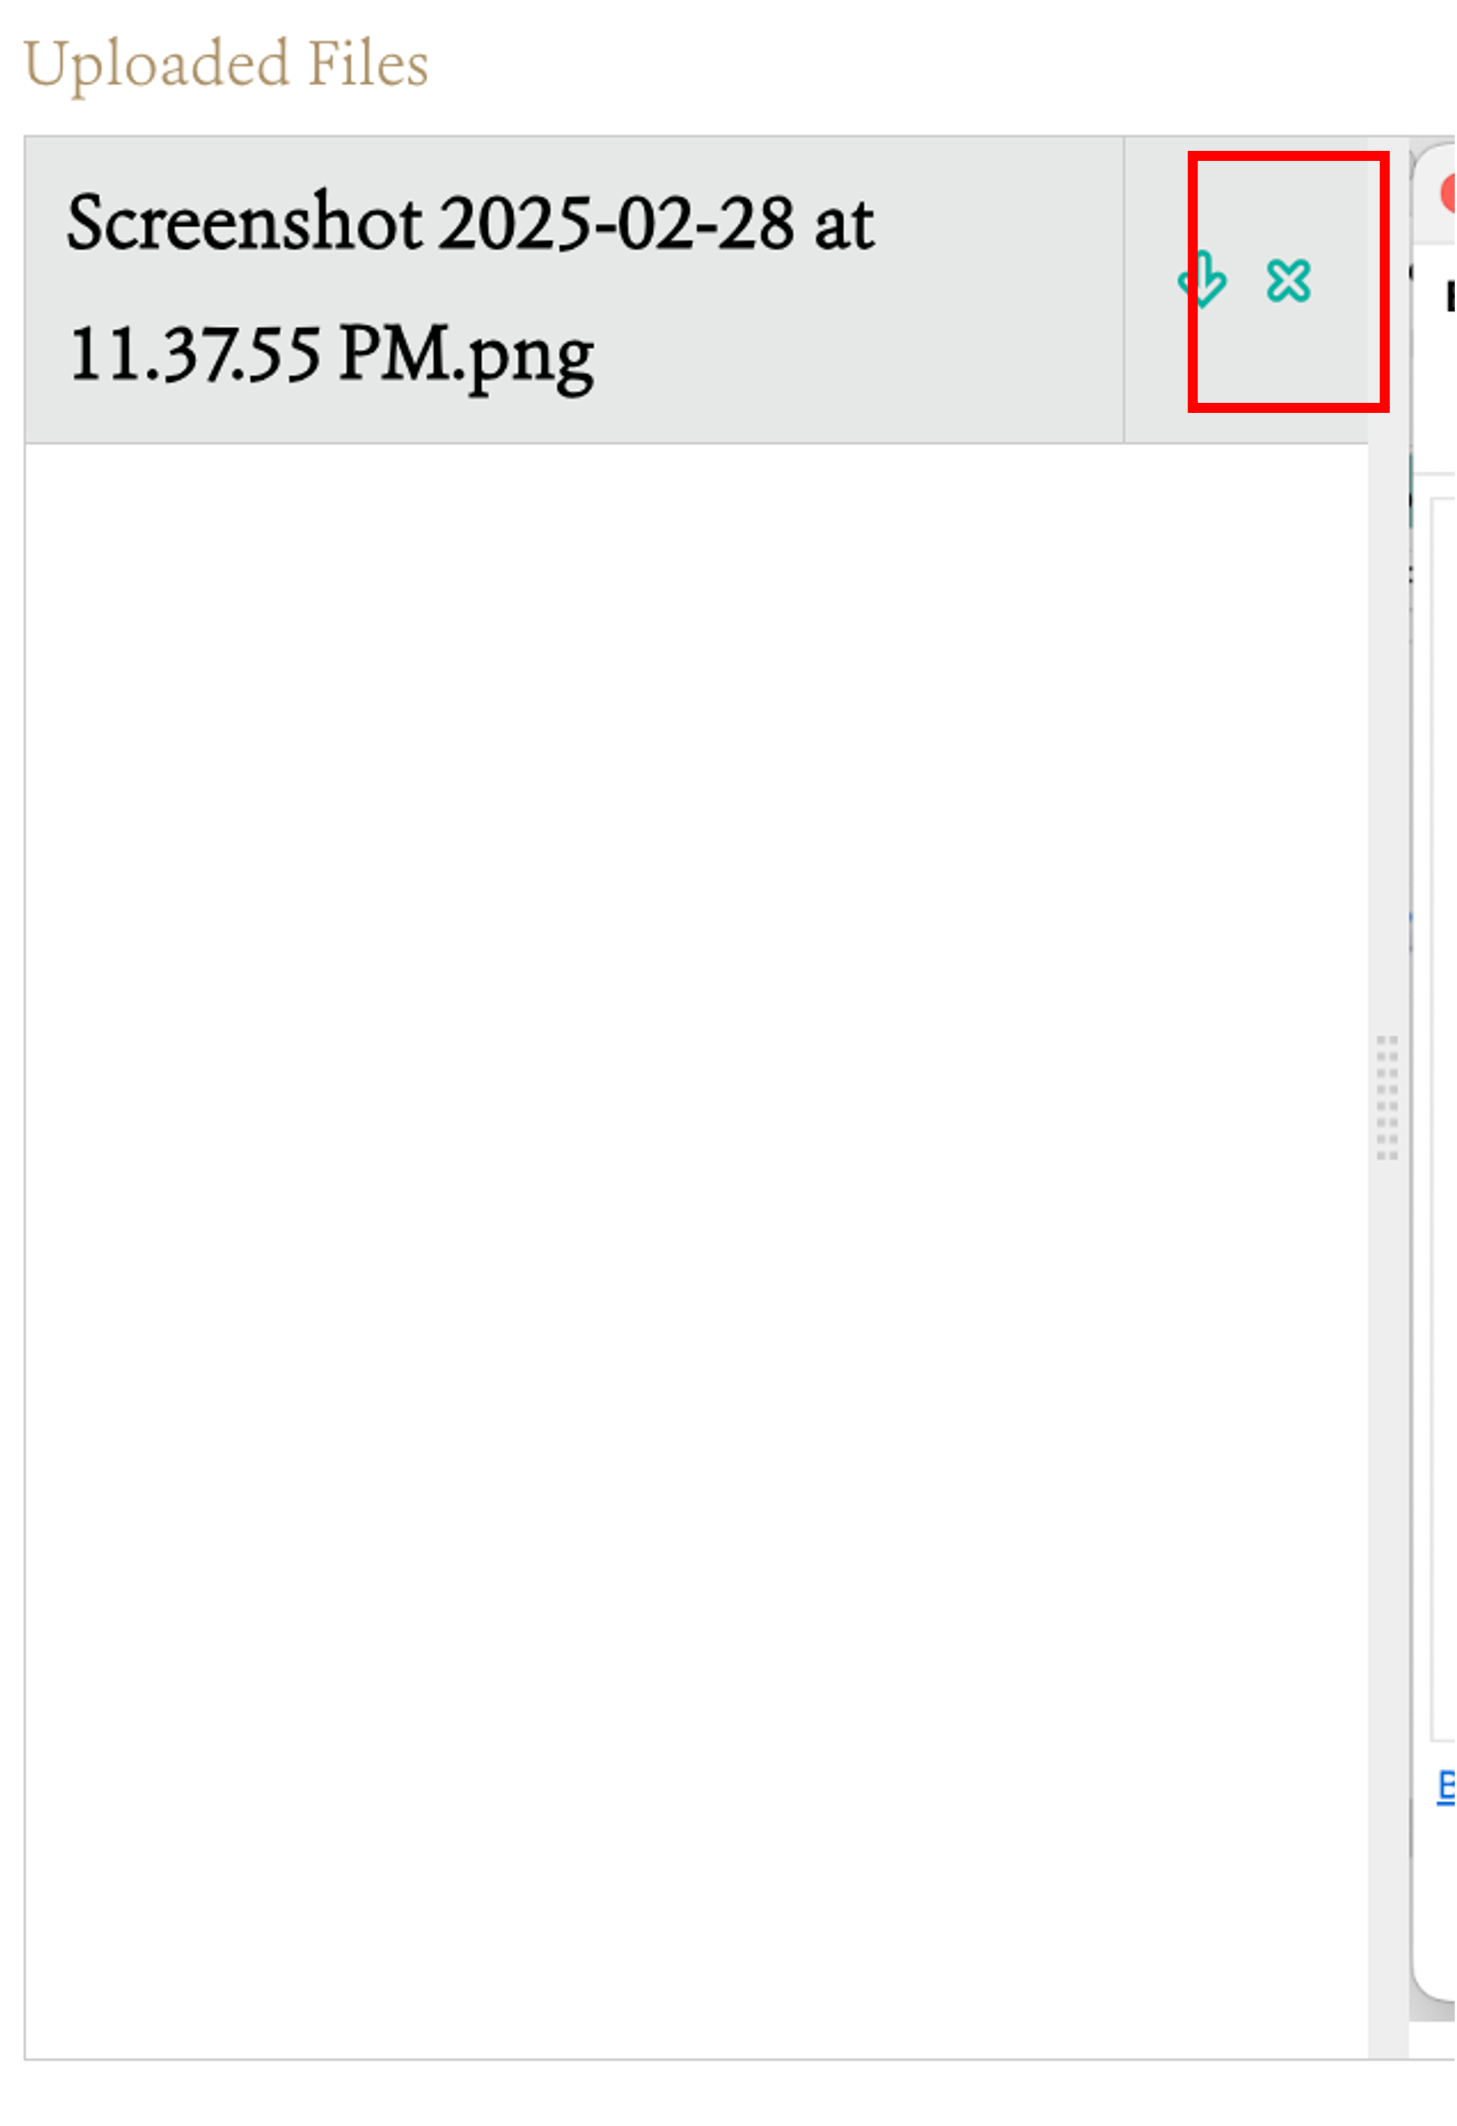 Uploaded Files
Screenshot 2025-02-28 at
11.37.55 PM.png